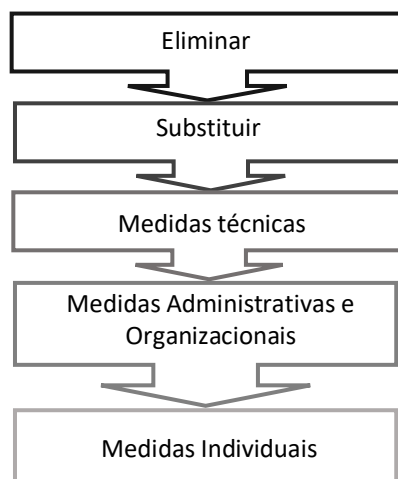 Eliminar
Substituir
Medidas técnicas
Medidas Administrativas e
Organizacionais
Medidas Individuais